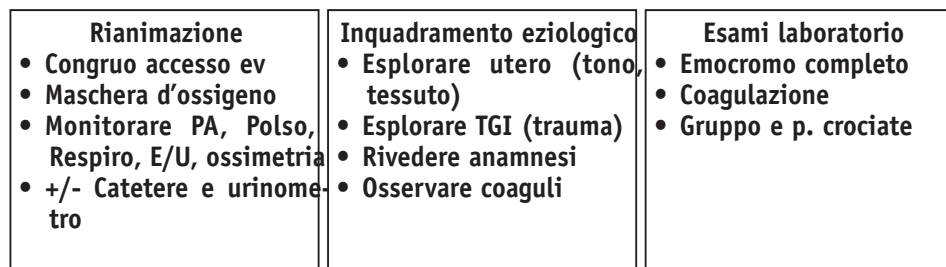 Rianimazione
• Congruo accesso ev
• Maschera d'ossigeno
• Monitorare PA, Polso,
Respiro, E/U, ossimetria
• +/- Catetere e urinome-
tro
Inquadramento eziologico
• Esplorare utero (tono,
tessuto)
• Esplorare TGI (trauma)
• Rivedere anamnesi
• Osservare coaguli
Esami laboratorio
• Emocromo completo
• Coagulazione
• Gruppo e p. crociate